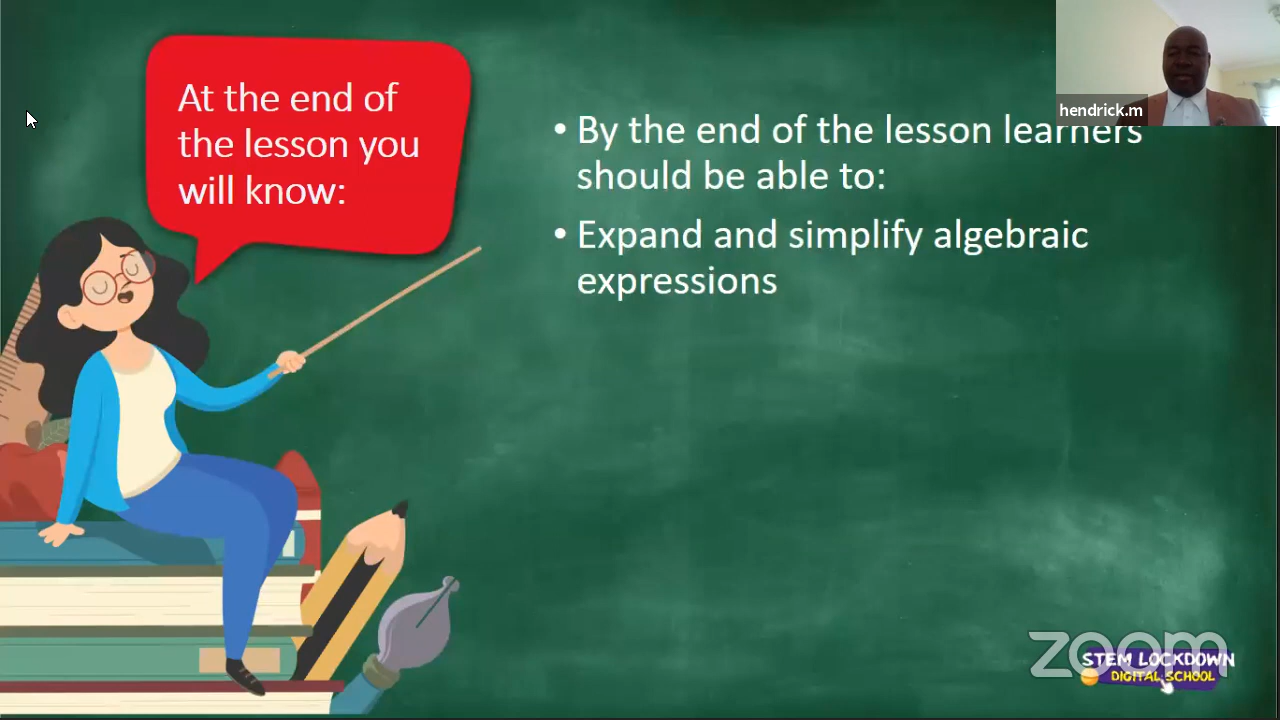 At the end of
the lesson you
will know:
hendrick.m
• By the end of the lesson learners
should be able to:
• Expand and simplify algebraic
expressions
zoom
STEM LOCKDOWN
DIGITAL SCHOOL